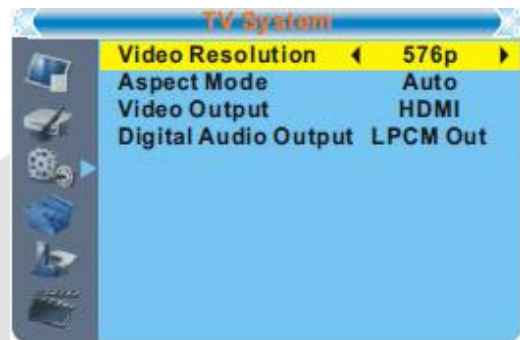 TV System
Video Resolution 576p
Aspect Mode Auto
Video Output HDMI
Digital Audio Output LPCM Out